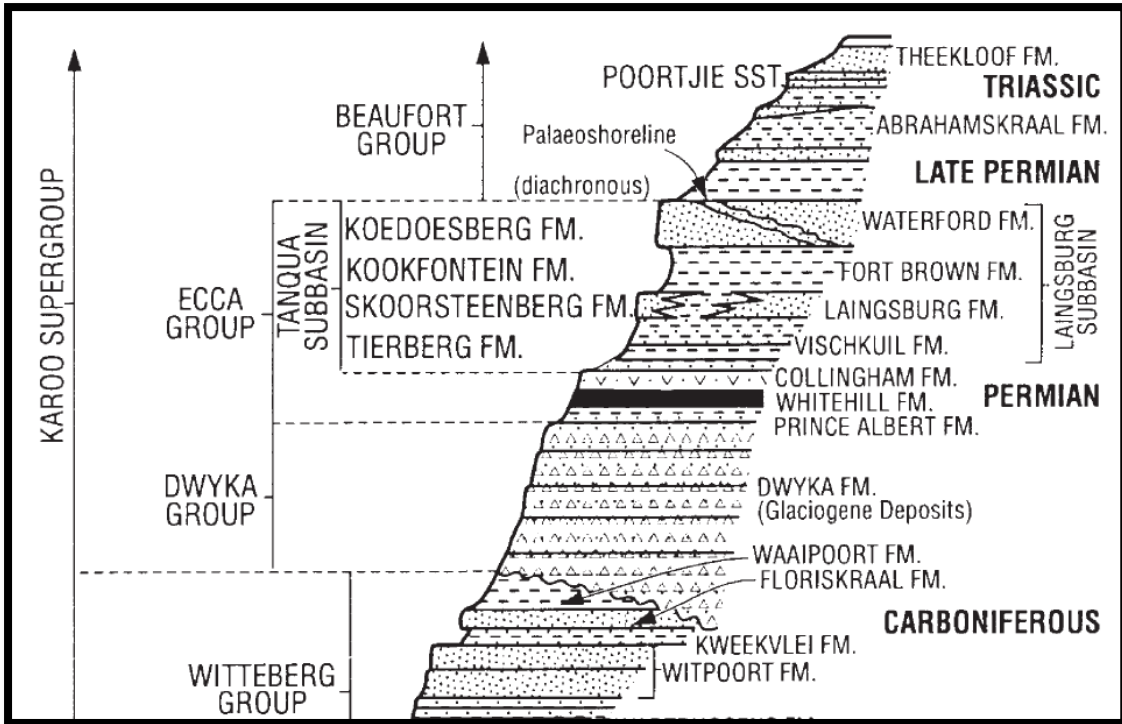 THEEKLOOF FM.
POORTJIE SST.
TRIASSIC
BEAUFORT
GROUP
Palaeoshoreline
ABRAHAMSKRAAL FM.
(diachronous)
LATE PERMIAN
KAROO SUPERGROUP
ECCA
GROUP
TANQUA
SUBBASIN
KOEDOESBERG FM.
KOOKFONTEIN FM.
SKOORSTEENBERG FM.
TIERBERG FM.
WATERFORD FM.
FORT BROWN FM.
LAINGSBURG FM.
VISCHKUIL FM.
LAINGSBURG
SUBBASIN
COLLINGHAM FM.
WHITEHILL FM.
PERMIAN
PRINCE ALBERT FM.
DWYKA
GROUP
DWYKA FM.
(Glaciogene Deposits)
WAAIPOORT FM.
FLORISKRAAL FM.
CARBONIFEROUS
KWEEKVLEI FM.
WITPOORT FM.
WITTEBERG
GROUP